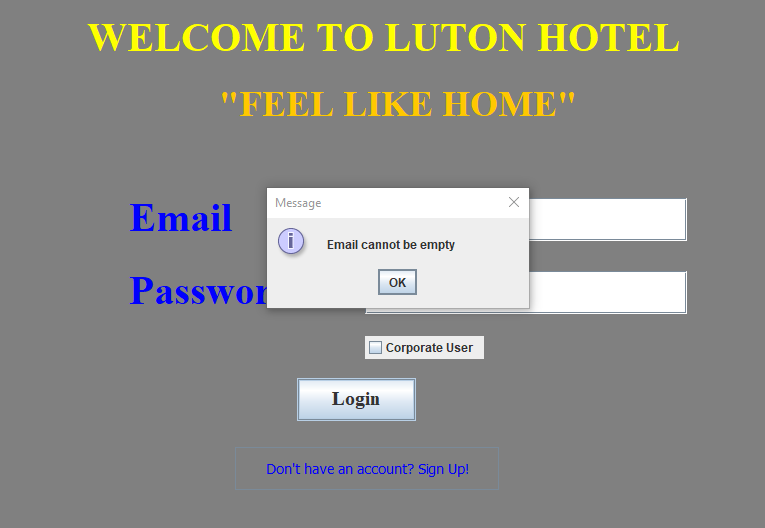 WELCOME TO LUTON HOTEL
"FEEL LIKE HOME"
Message
Email
Email cannot be empty
OK
Corporate User
Login
Don't have an account? Sign Up!